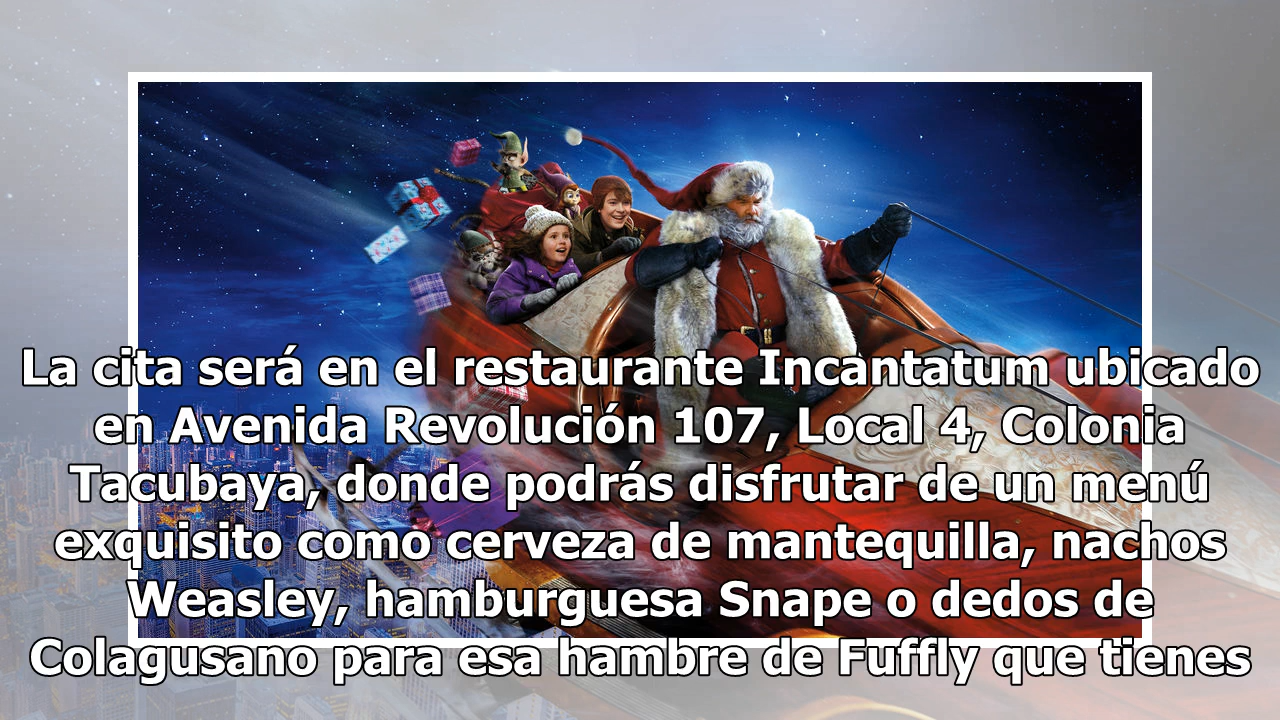 La cita será en el restaurante Incantatum ubicado
en Avenida Revolución 107, Local 4, Colonia
Tacubaya, donde podrás disfrutar de un menú
exquisito como cerveza de mantequilla, nachos
Weasley, hamburguesa Snape o dedos de
Colagusano para esa hambre de Fuffly que tienes